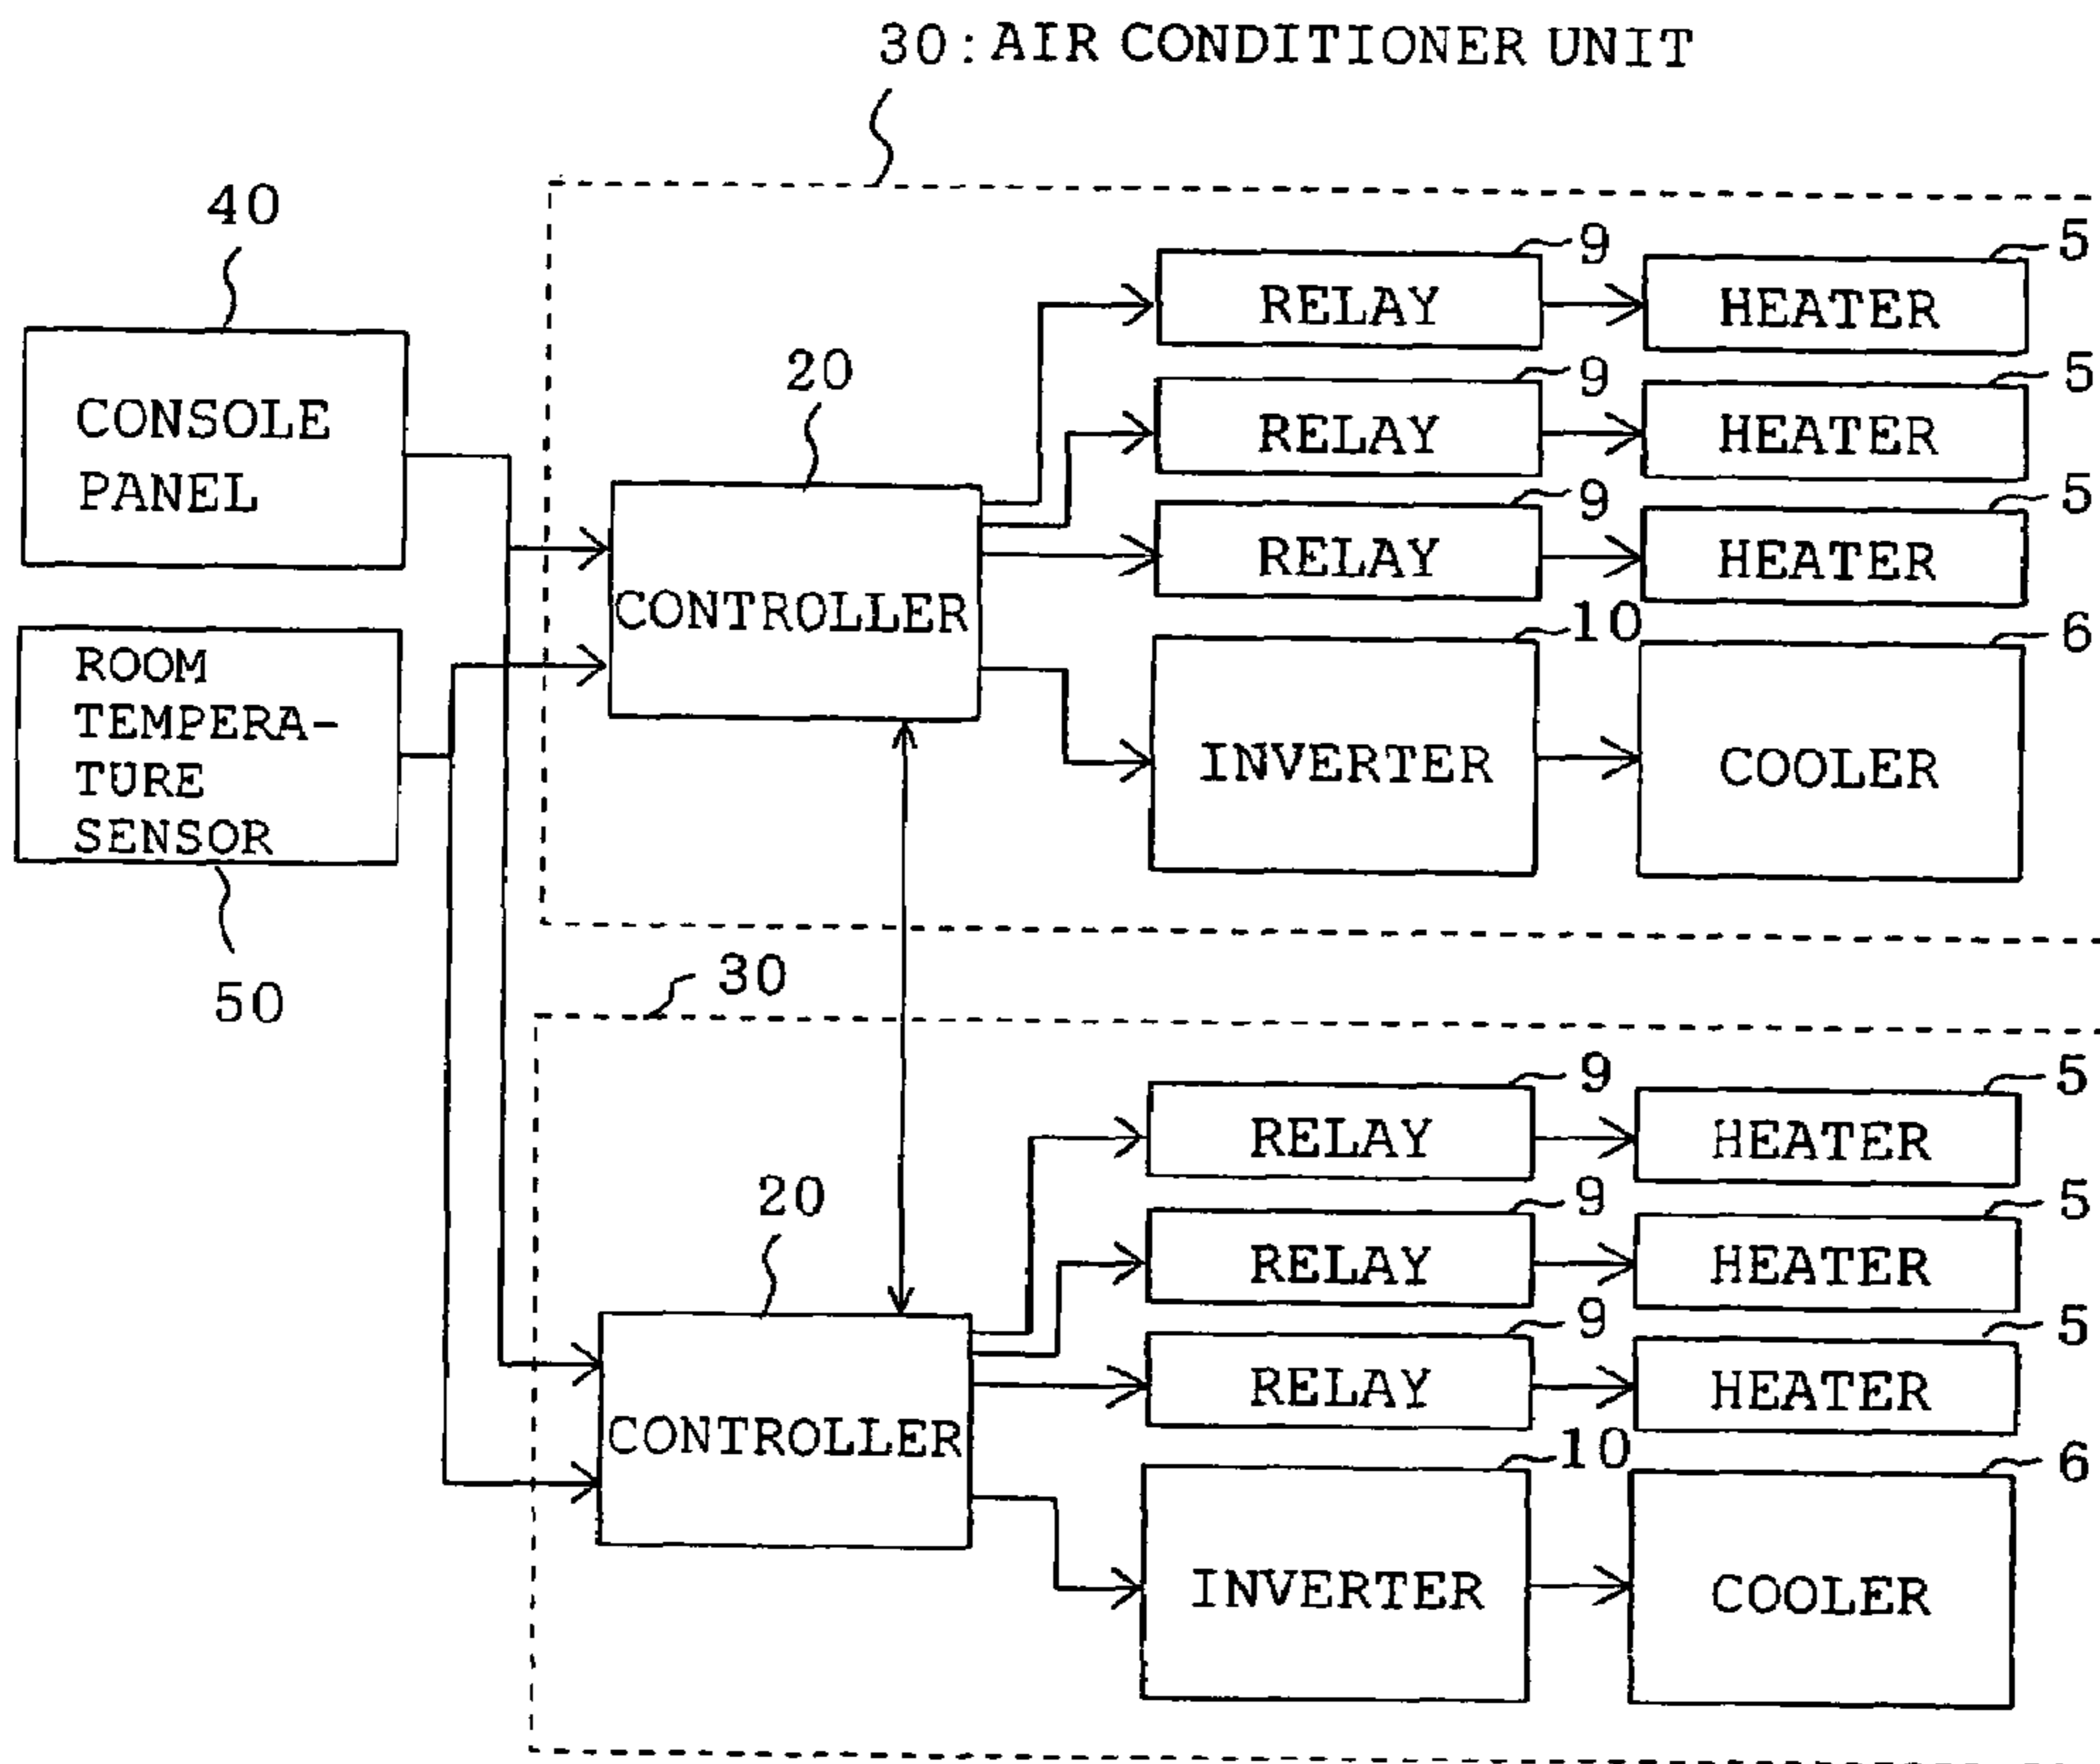 30: AIR CONDITIONER UNIT
40
CONSOLE
PANEL
ROOM
TEMPERA-
TURE
SENSOR
50
20
CONTROLLER
9
RELAY
5
HEATER
9
RELAY
5
HEATER
9
RELAY
5
HEATER
10
INVERTER
6
COOLER
30
20
CONTROLLER
9
RELAY
5
HEATER
9
RELAY
5
HEATER
9
RELAY
5
HEATER
10
INVERTER
6
COOLER